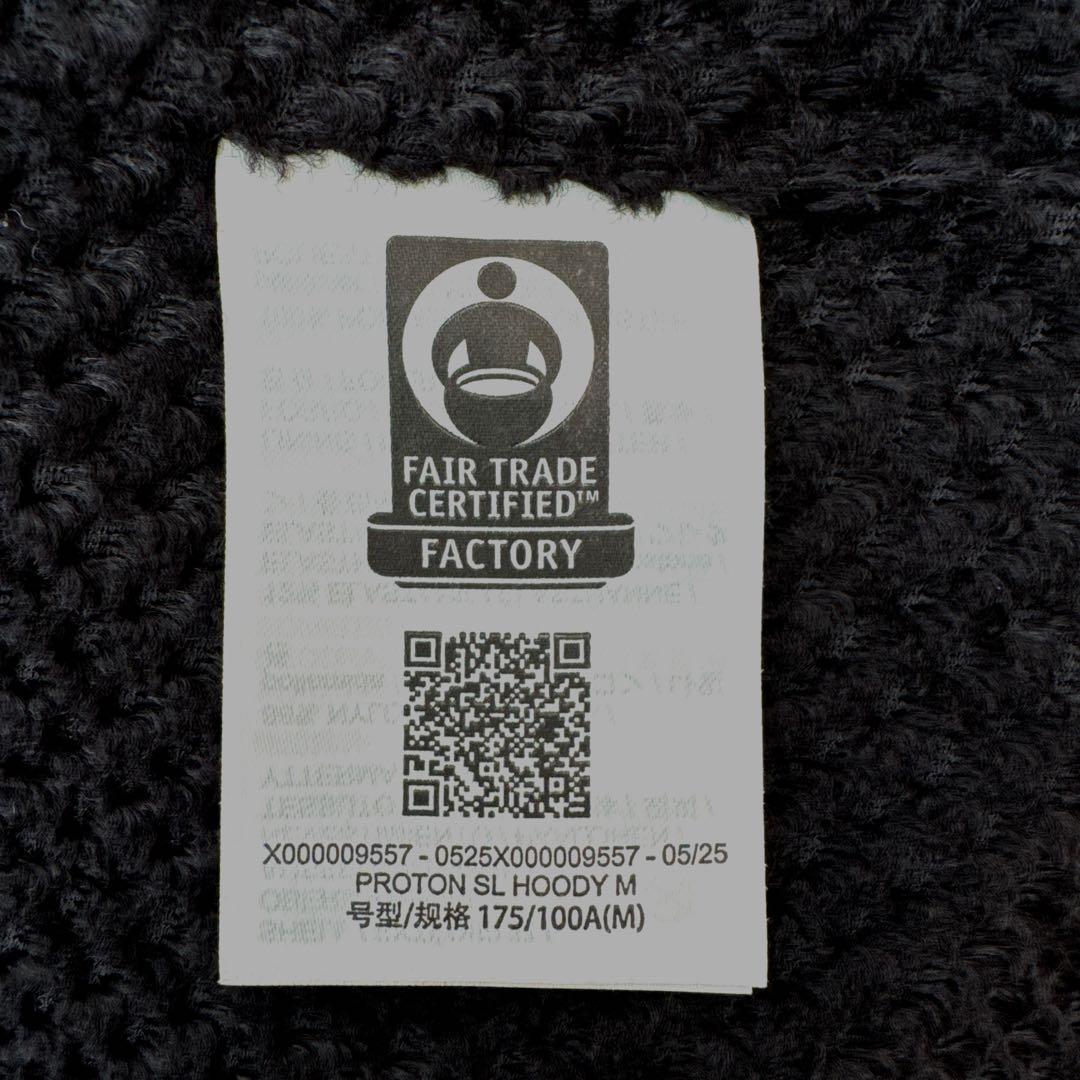 FAIR TRADE
CERTIFIED™
FACTORY
X000009557 - 0525X000009557 - 05/25
PROTON SL HOODY M
号型/规格 175/100A(M)